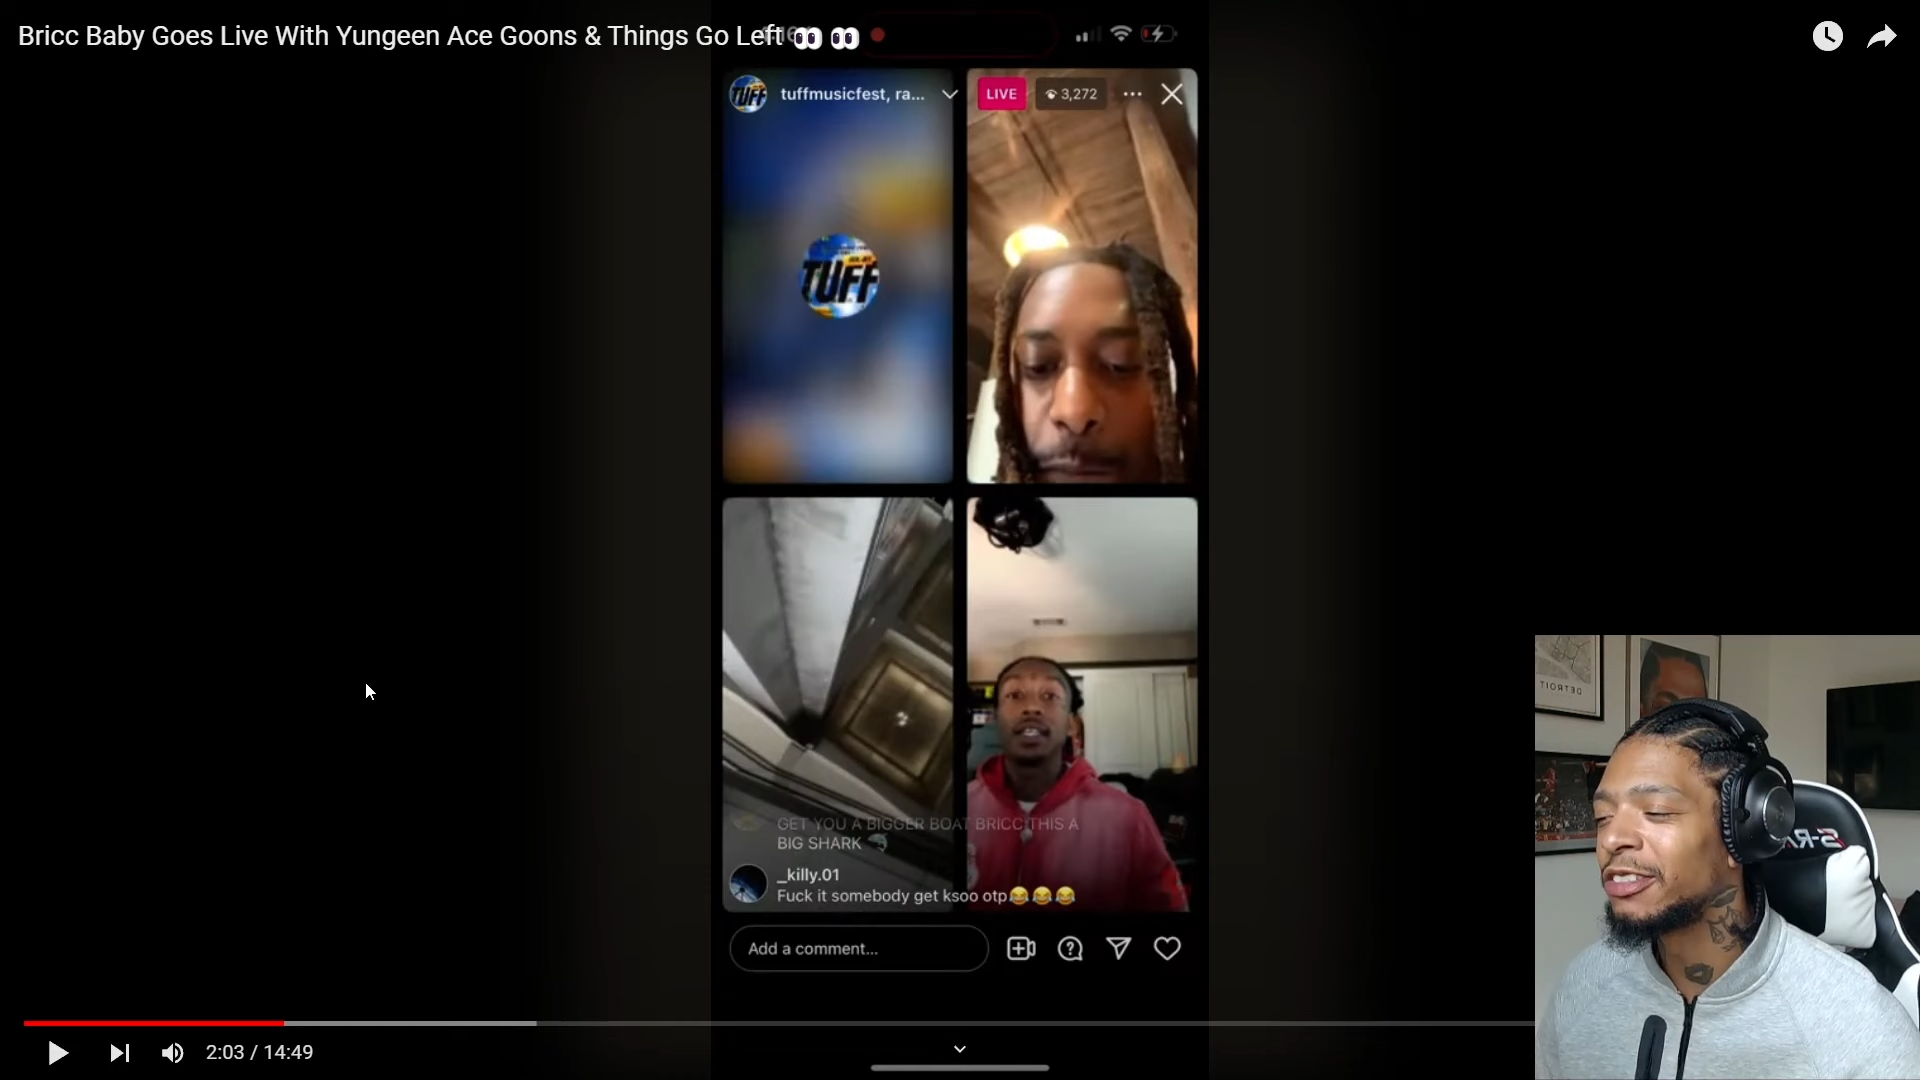 Bricc Baby Goes Live With Yungeen Ace Goons & Things Go Left 👀 👀
tuffmusicfest, ra...
LIVE
3,272
TUFF
TUFF
GET YOU A BIGGER BOAT BRICC THIS A
BIG SHARK 🦈
_killy.01
Fuck it somebody get ksoo otp😂😂😂
Add a comment...
2:03 / 14:49
DETROIT